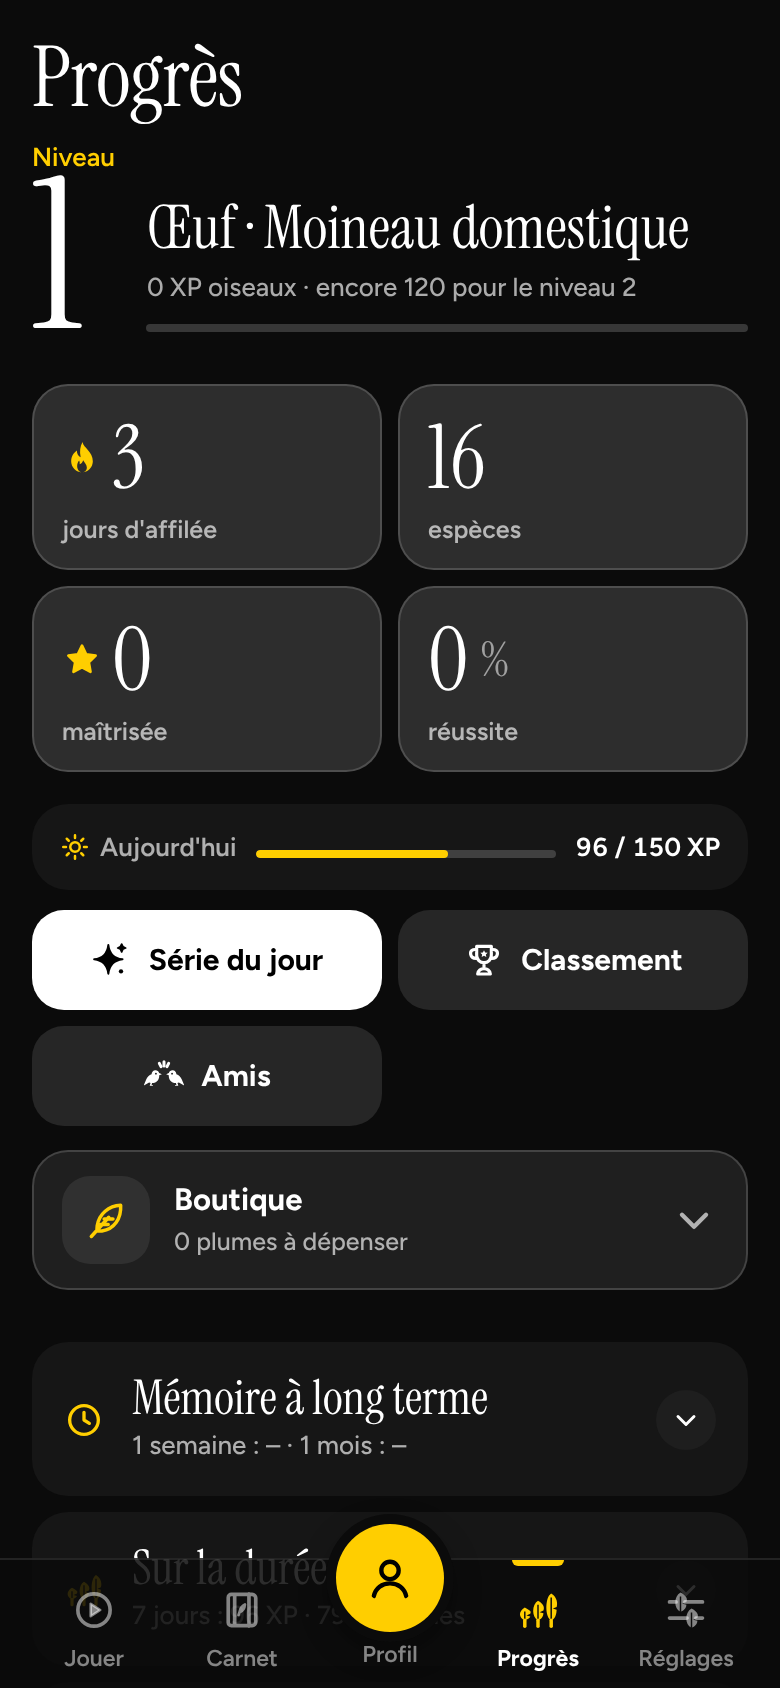 Progrès
Niveau
1
Œuf · Moineau domestique
0 XP oiseaux · encore 120 pour le niveau 2
3
jours d'affilée
16
espèces
0
maîtrisée
0 %
réussite
Aujourd'hui
96 / 150 XP
Série du jour
Classement
Amis
Boutique
0 plumes à dépenser
Mémoire à long terme
1 semaine : – · 1 mois : –
Sur la durée
7 jours : XP ·
Jouer
Carnet
Profil
Progrès
Réglages